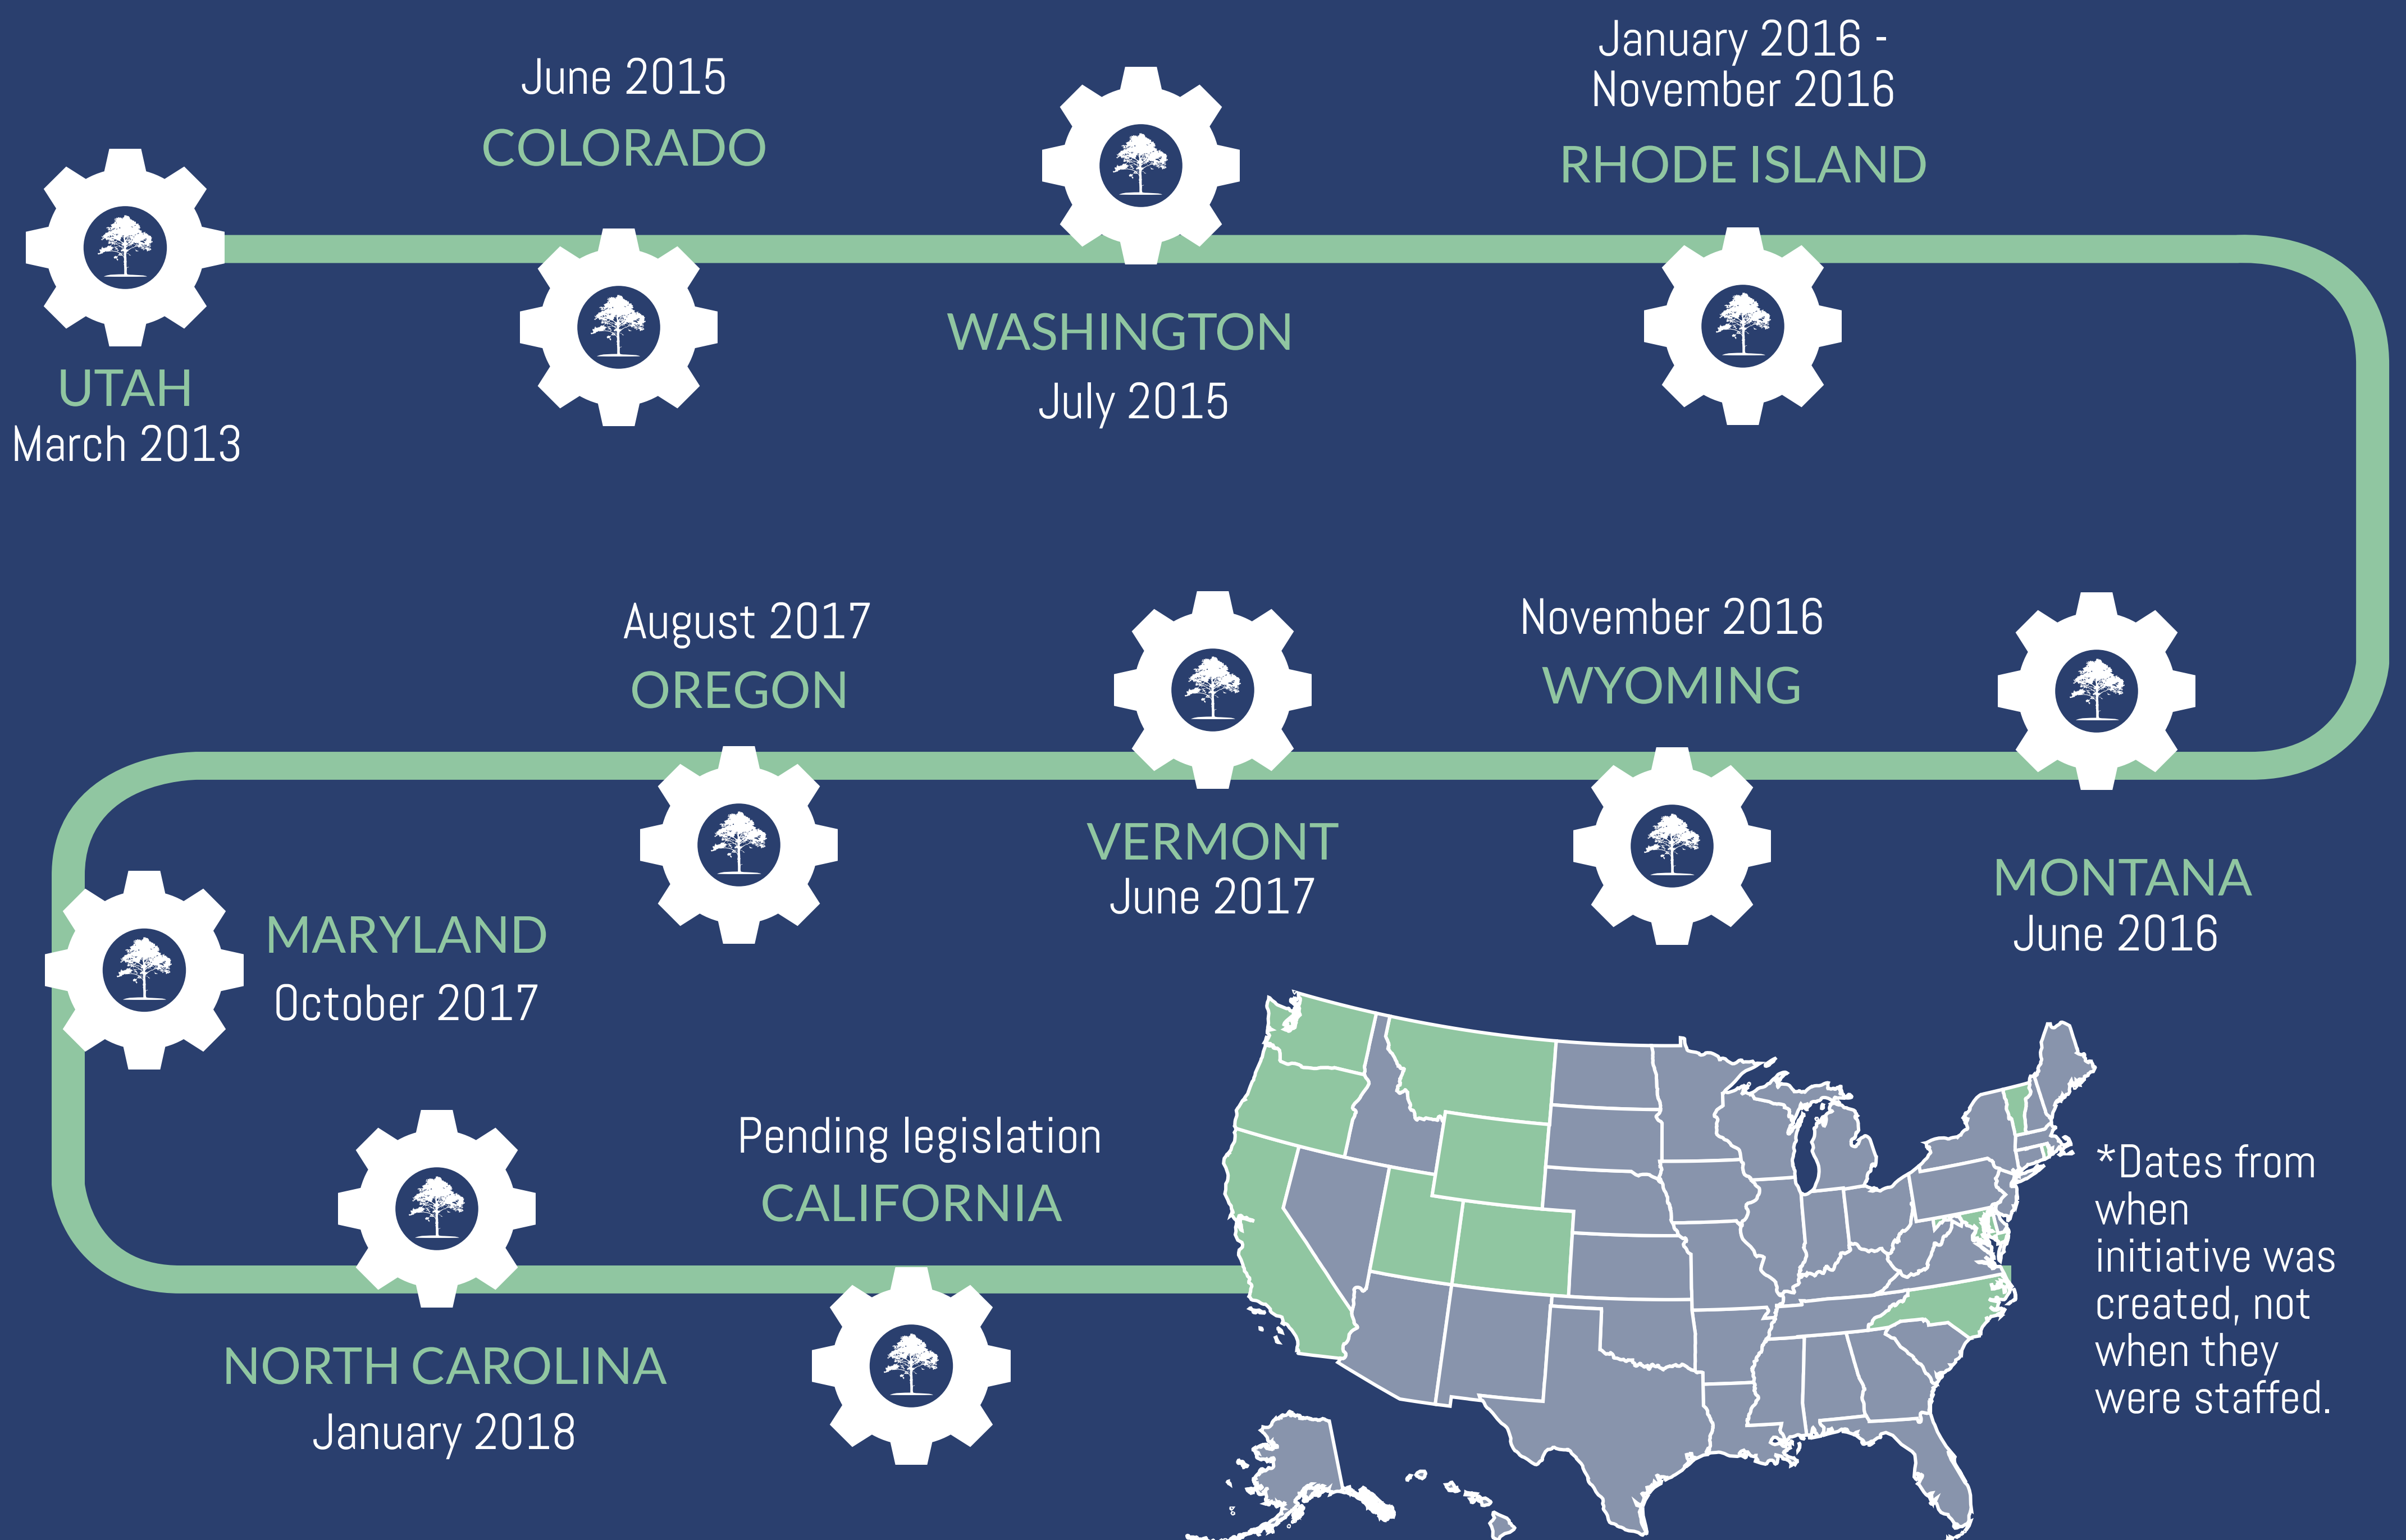 UTAH
March 2013
June 2015
COLORADO
WASHINGTON
July 2015
January 2016 -
November 2016
RHODE ISLAND
MONTANA
June 2016
November 2016
WYOMING
VERMONT
June 2017
August 2017
OREGON
MARYLAND
October 2017
NORTH CAROLINA
January 2018
Pending legislation
CALIFORNIA
*Dates from
when
initiative was
created, not
when they
were staffed.